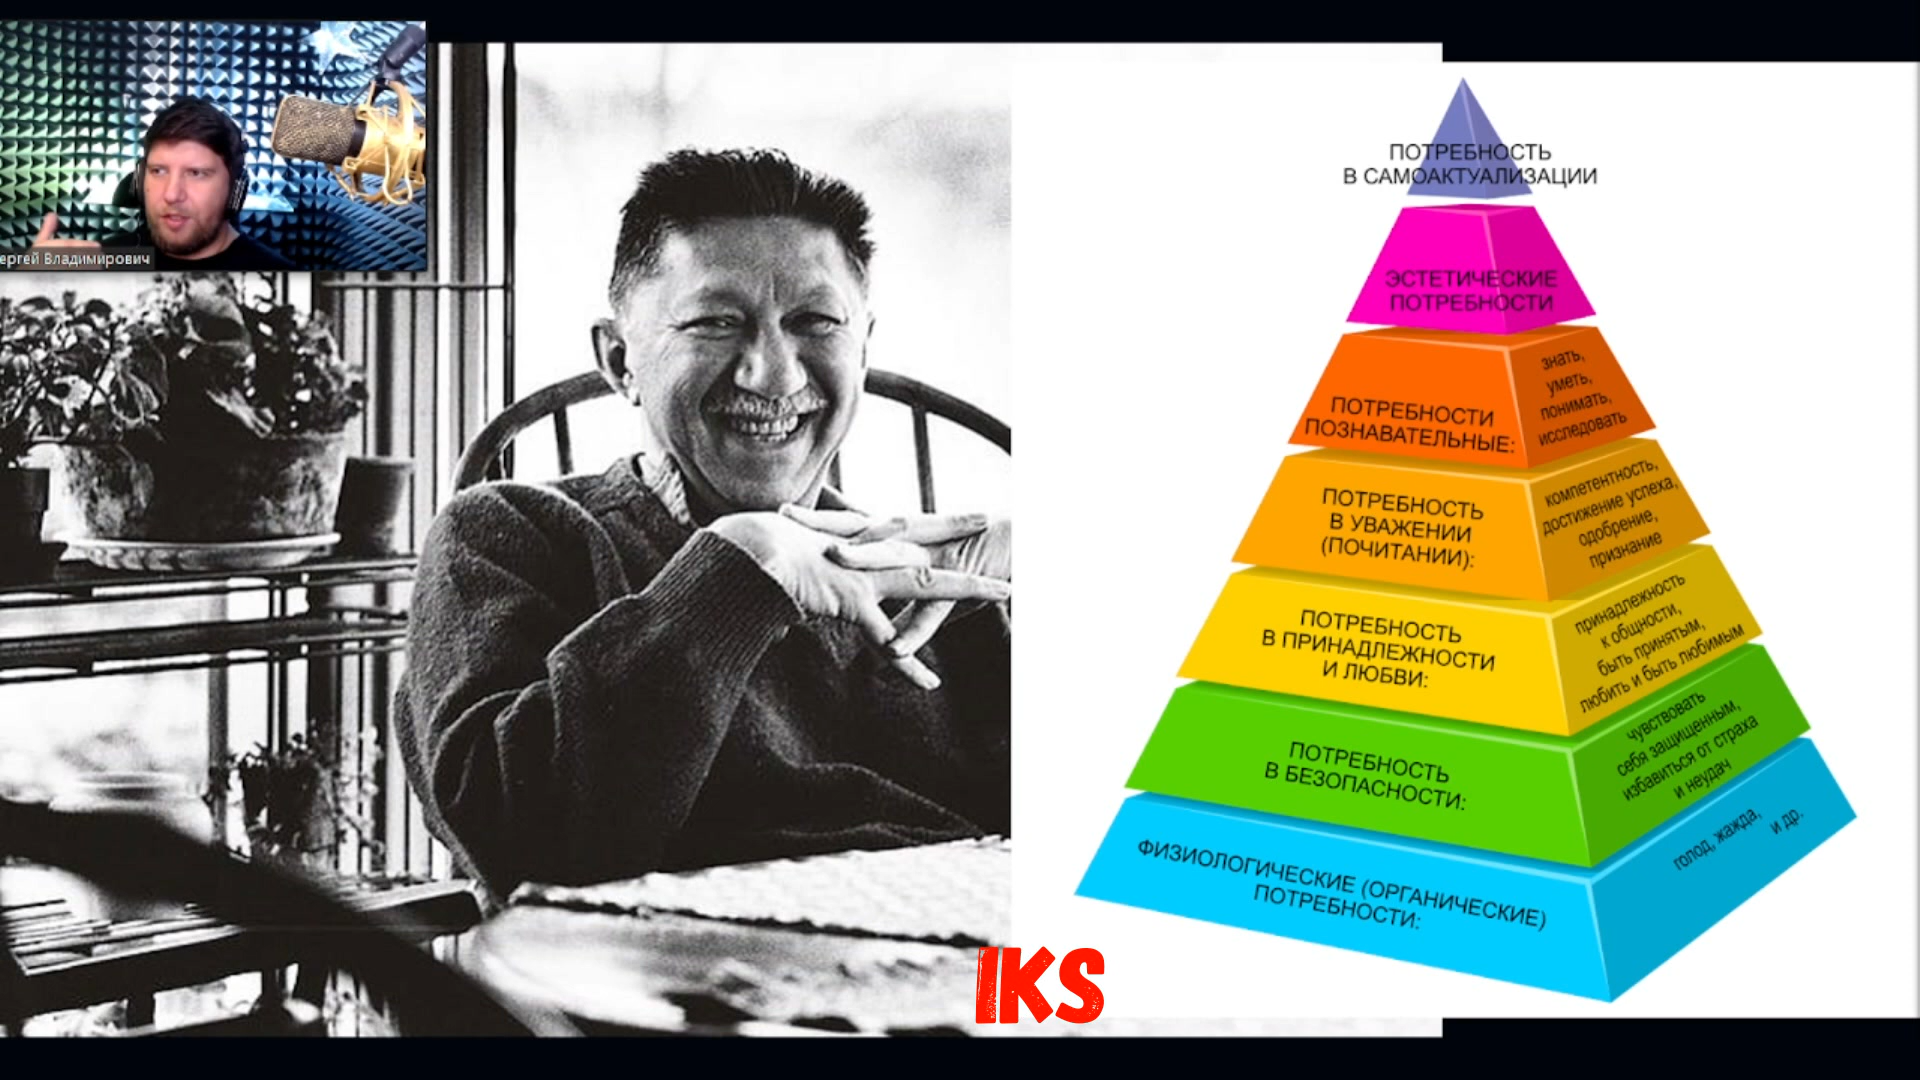 ергей Владимирович
ПОТРЕБНОСТЬ
В САМОАКТУАЛИЗАЦИИ
ЭСТЕТИЧЕСКИЕ
ПОТРЕБНОСТИ
ПОТРЕБНОСТИ
ПОЗНАВАТЕЛЬНЫЕ:
знать,
уметь,
понимать,
исследовать
ПОТРЕБНОСТЬ
В УВАЖЕНИИ
(ПОЧИТАНИИ):
компетентность,
достижение успеха,
одобрение,
признание
ПОТРЕБНОСТЬ
В ПРИНАДЛЕЖНОСТИ
И ЛЮБВИ:
принадлежность
к общности,
быть принятым,
любить и быть любимым
ПОТРЕБНОСТЬ
В БЕЗОПАСНОСТИ:
чувствовать
себя защищенным,
избавиться от страха
и неудач
ФИЗИОЛОГИЧЕСКИЕ (ОРГАНИЧЕСКИЕ)
ПОТРЕБНОСТИ:
голод, жажда,
и др.
IKS